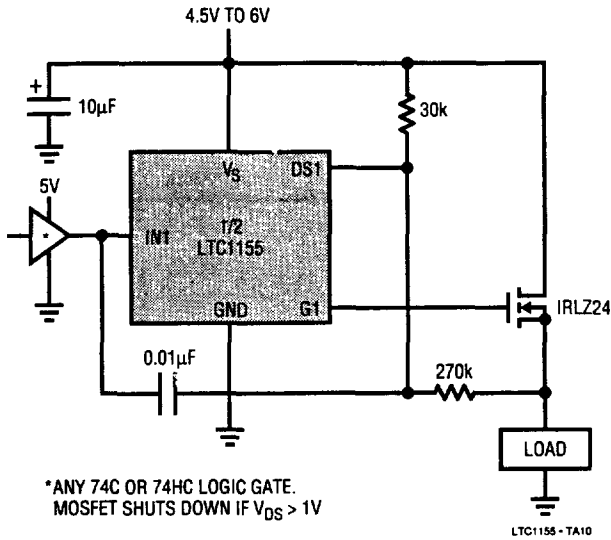 4.5V TO 6V
+
10µF
30k
5V
*
VS
DS1
IN1
1/2
LTC1155
GND
G1
IRLZ24
0.01µF
270k
LOAD
*ANY 74C OR 74HC LOGIC GATE.
MOSFET SHUTS DOWN IF VDS > 1V
LTC1155 • TA10